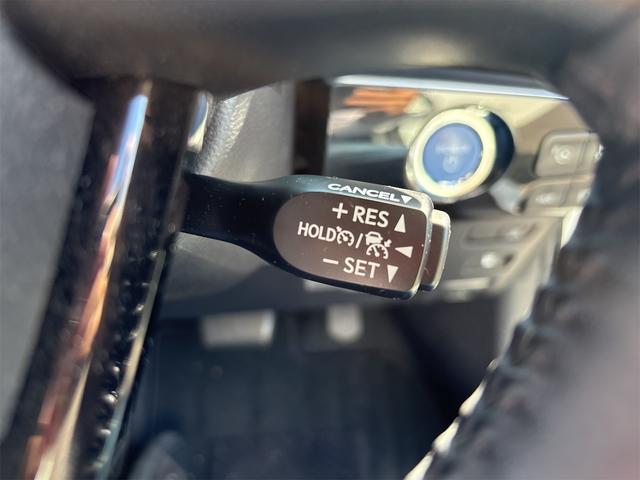 CANCEL▼
+ RES ▲
HOLD / ◀
− SET ▼